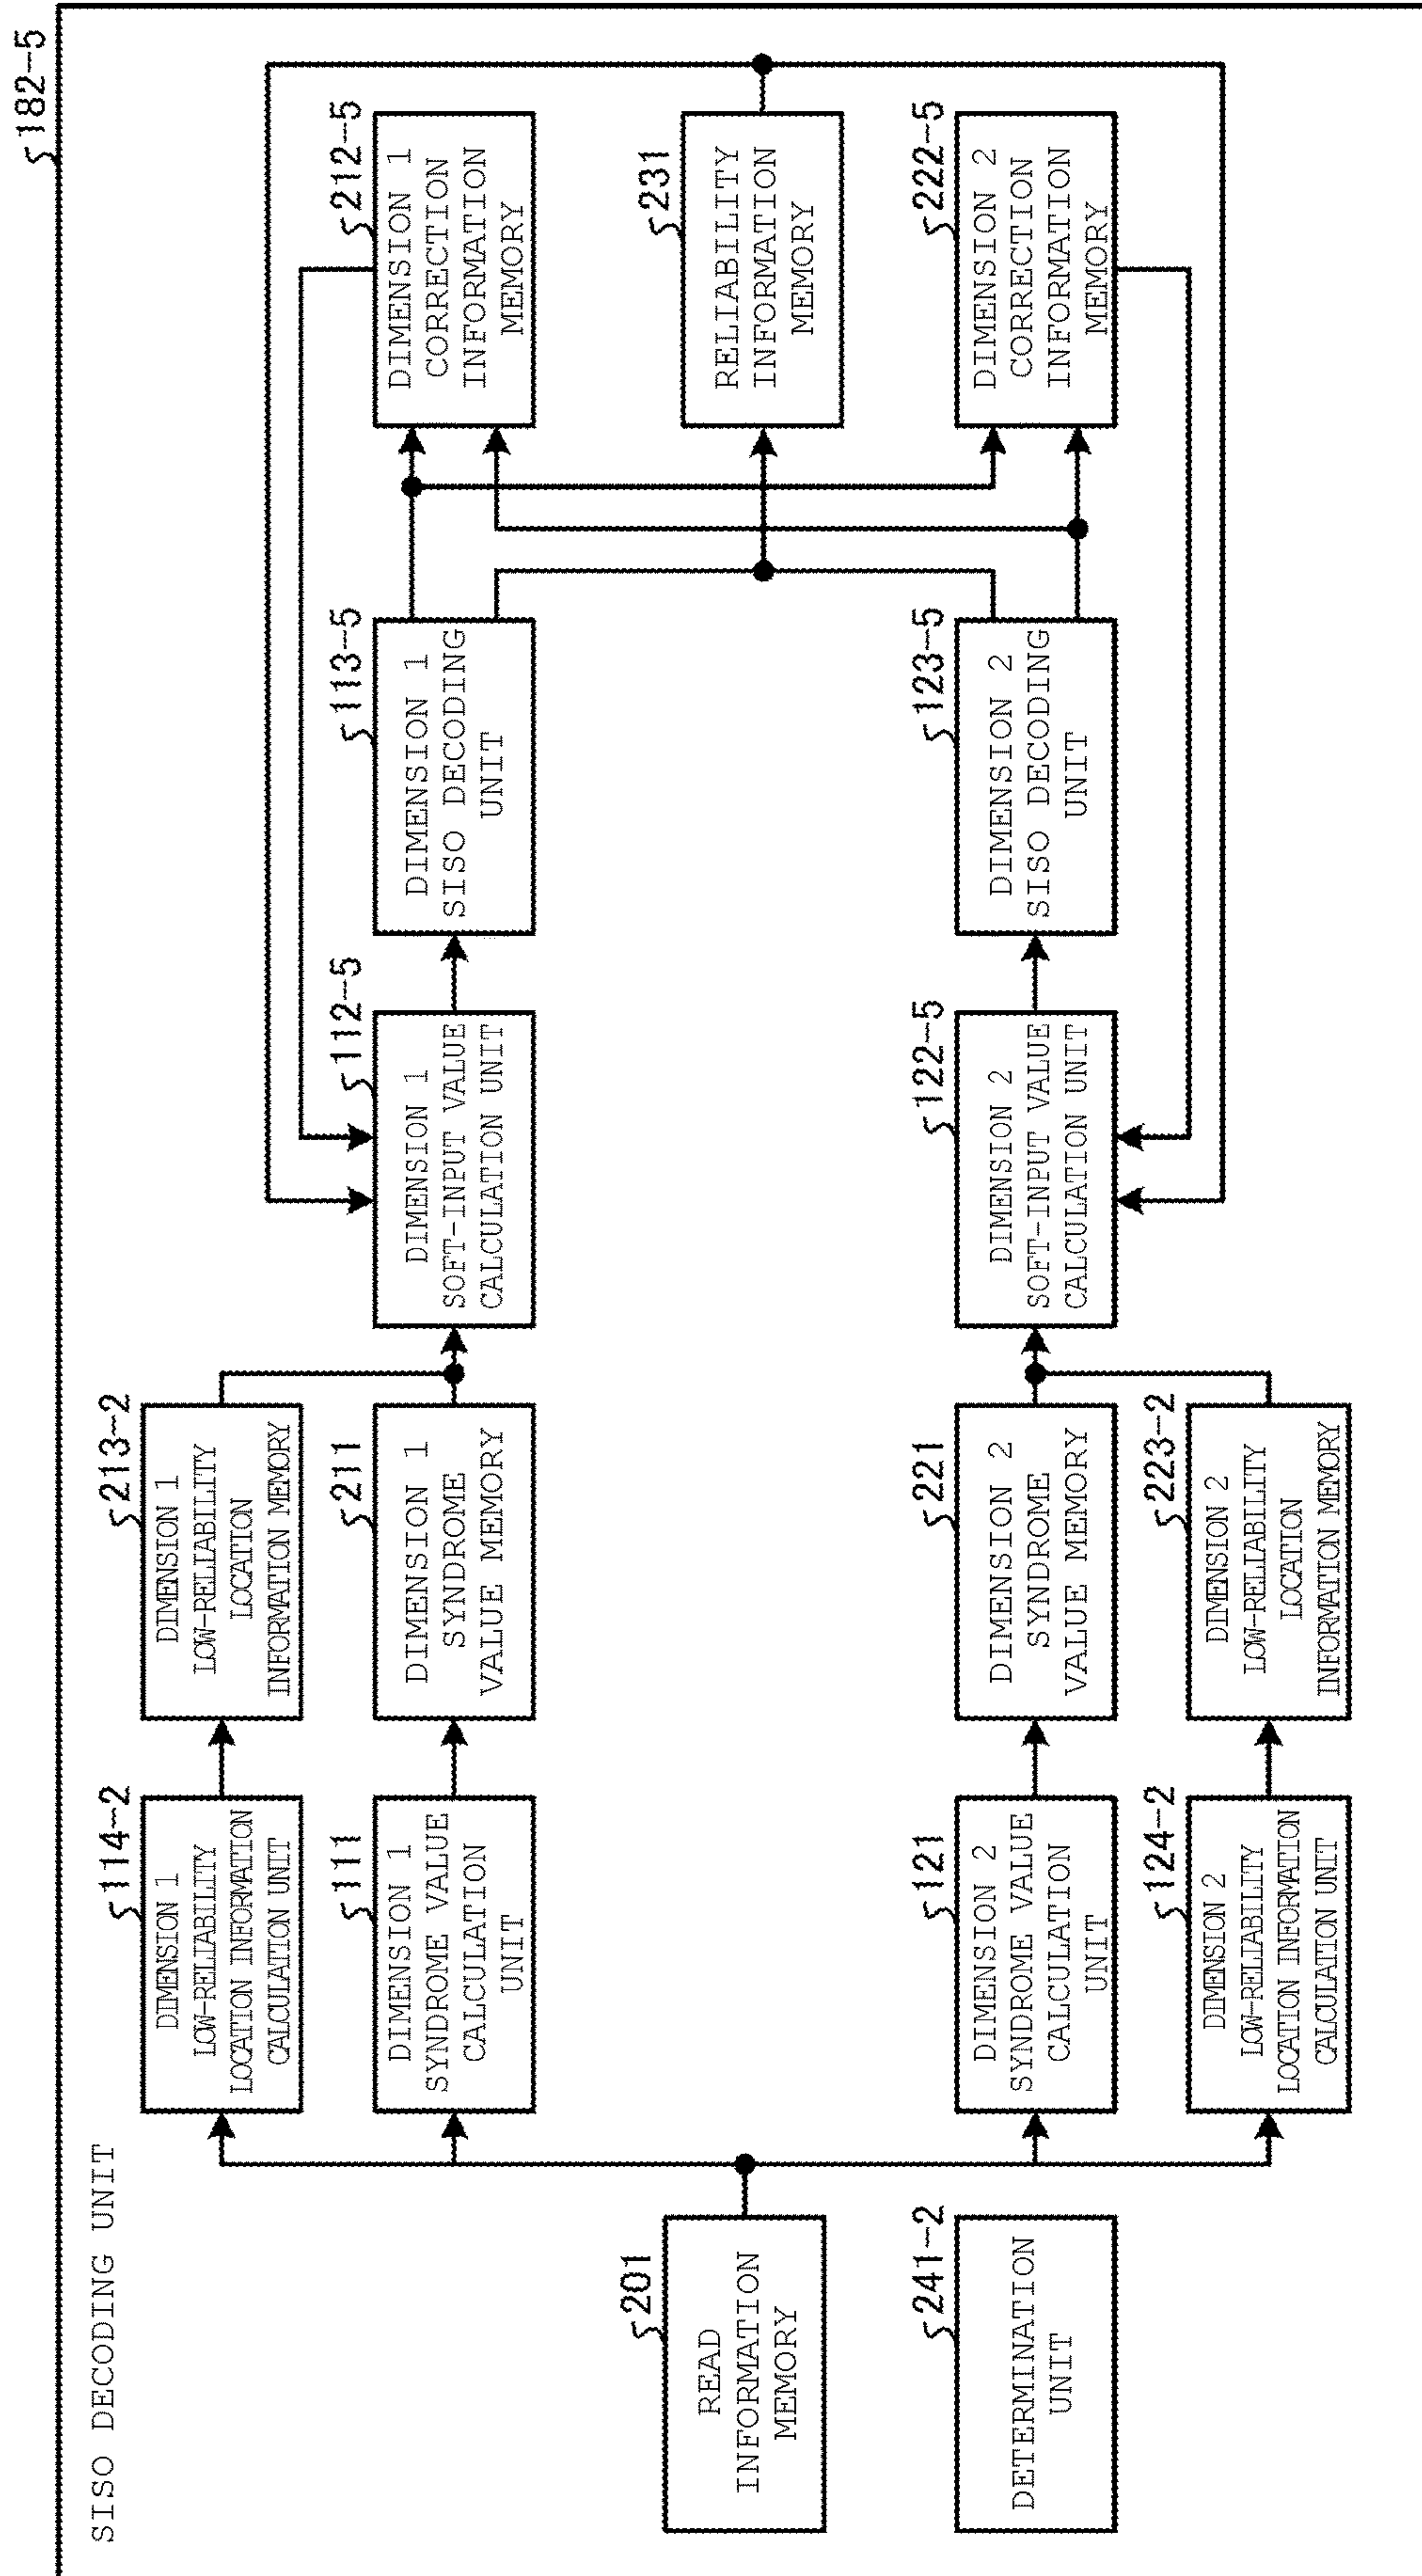 182-5
SISO DECODING UNIT
201
READ
INFORMATION
MEMORY
241-2
DETERMINATION
UNIT
114-2
DIMENSION 1
LOW-RELIABILITY
LOCATION INFORMATION
CALCULATION UNIT
111
DIMENSION 1
SYNDROME VALUE
CALCULATION
UNIT
121
DIMENSION 2
SYNDROME VALUE
CALCULATION
UNIT
124-2
DIMENSION 2
LOW-RELIABILITY
LOCATION INFORMATION
CALCULATION UNIT
213-2
DIMENSION 1
LOW-RELIABILITY
LOCATION
INFORMATION MEMORY
211
DIMENSION 1
SYNDROME
VALUE MEMORY
221
DIMENSION 2
SYNDROME
VALUE MEMORY
223-2
DIMENSION 2
LOW-RELIABILITY
LOCATION
INFORMATION MEMORY
112-5
DIMENSION 1
SOFT-INPUT VALUE
CALCULATION UNIT
122-5
DIMENSION 2
SOFT-INPUT VALUE
CALCULATION UNIT
113-5
DIMENSION 1
SISO DECODING
UNIT
123-5
DIMENSION 2
SISO DECODING
UNIT
212-5
DIMENSION 1
CORRECTION
INFORMATION
MEMORY
231
RELIABILITY
INFORMATION
MEMORY
222-5
DIMENSION 2
CORRECTION
INFORMATION
MEMORY